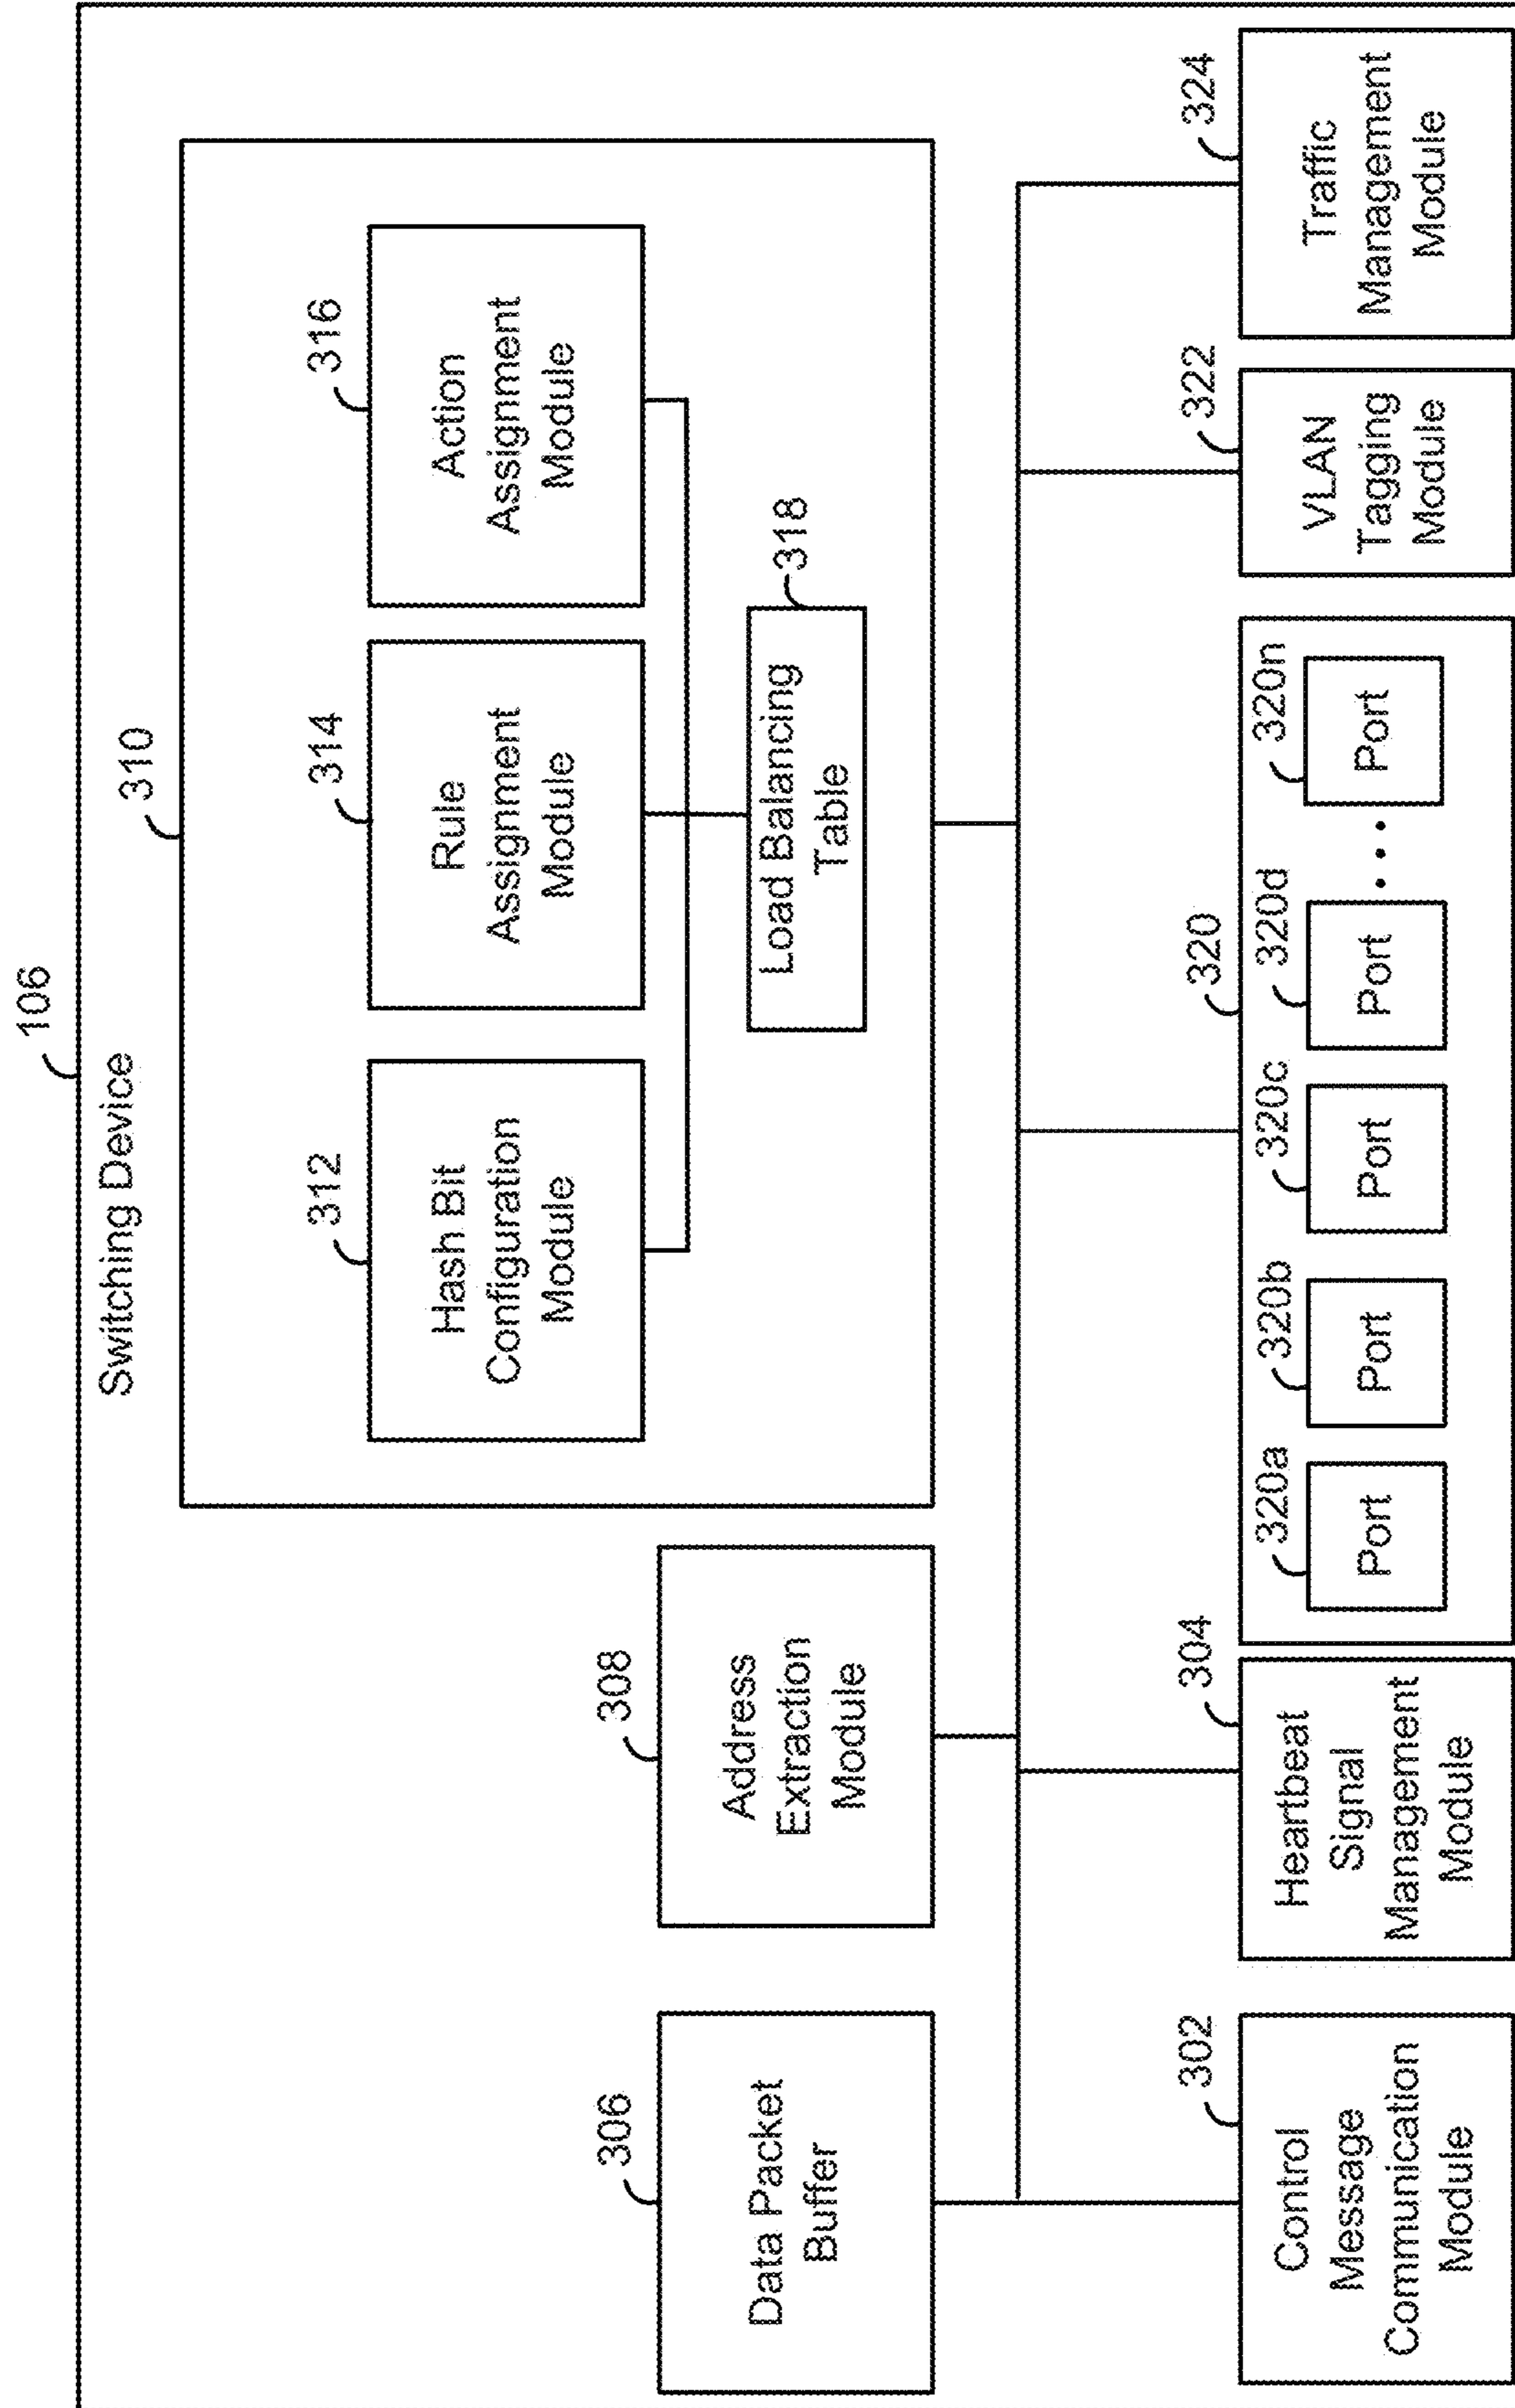 106
Switching Device
310
312
Hash Bit
Configuration
Module
314
Rule
Assignment
Module
316
Action
Assignment
Module
318
Load Balancing
Table
306
Data Packet
Buffer
308
Address
Extraction
Module
302
Control
Message
Communication
Module
304
Heartbeat
Signal
Management
Module
320
320a
Port
320b
Port
320c
Port
320d
Port
...
320n
Port
322
VLAN
Tagging
Module
324
Traffic
Management
Module